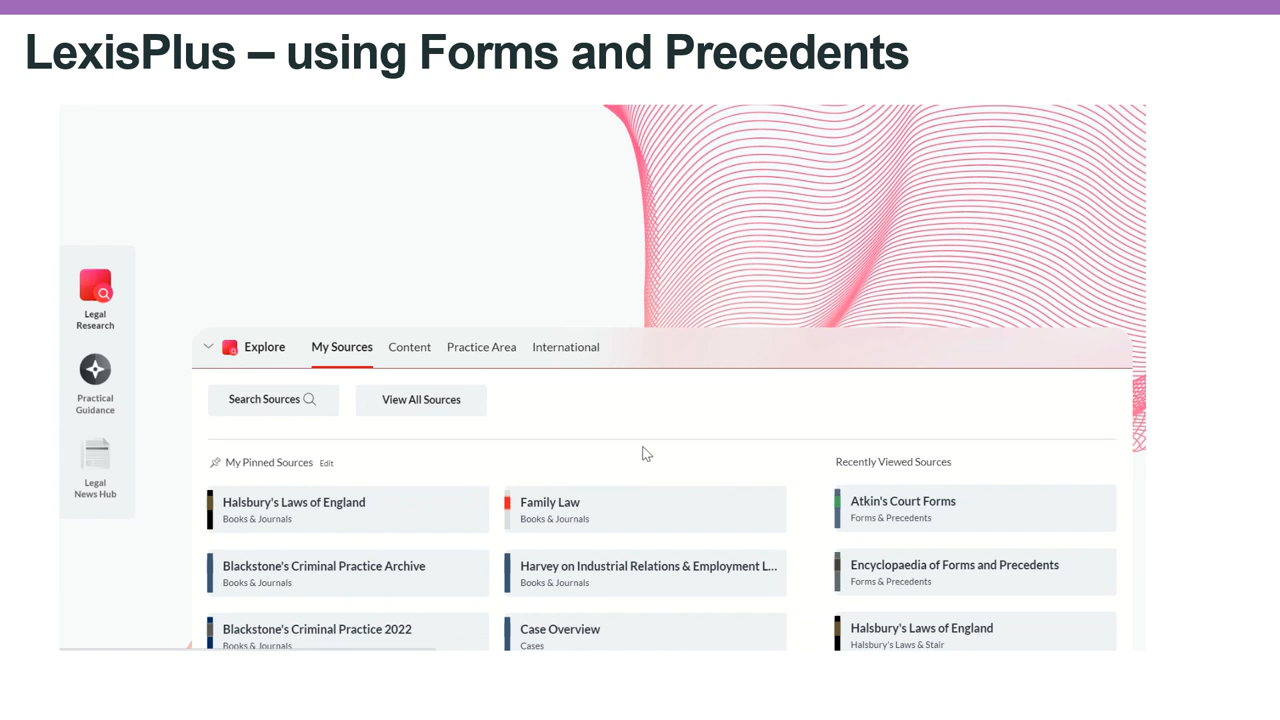 LexisPlus – using Forms and Precedents
Legal
Research
Practical
Guidance
Legal
News Hub
Explore
My Sources
Content
Practice Area
International
Search Sources
View All Sources
My Pinned Sources Edit
Halsbury's Laws of England
Books & Journals
Blackstone's Criminal Practice Archive
Books & Journals
Blackstone's Criminal Practice 2022
Books & Journals
Family Law
Books & Journals
Harvey on Industrial Relations & Employment L...
Books & Journals
Case Overview
Cases
Recently Viewed Sources
Atkin's Court Forms
Forms & Precedents
Encyclopaedia of Forms and Precedents
Forms & Precedents
Halsbury's Laws of England
Halsbury's Laws & Stair